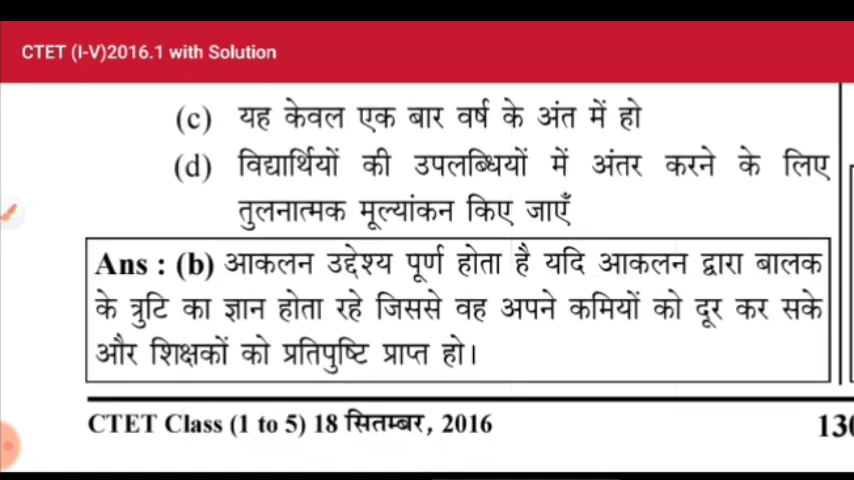 CTET (I-V)2016.1 with Solution
(c) यह केवल एक बार वर्ष के अंत में हो
(d) विद्यार्थियों की उपलब्धियों में अंतर करने के लिए
तुलनात्मक मूल्यांकन किए जाएँ
Ans : (b) आकलन उद्देश्य पूर्ण होता है यदि आकलन द्वारा बालक
के त्रुटि का ज्ञान होता रहे जिससे वह अपने कमियों को दूर कर सके
और शिक्षकों को प्रतिपुष्टि प्राप्त हो।
CTET Class (1 to 5) 18 सितम्बर, 2016